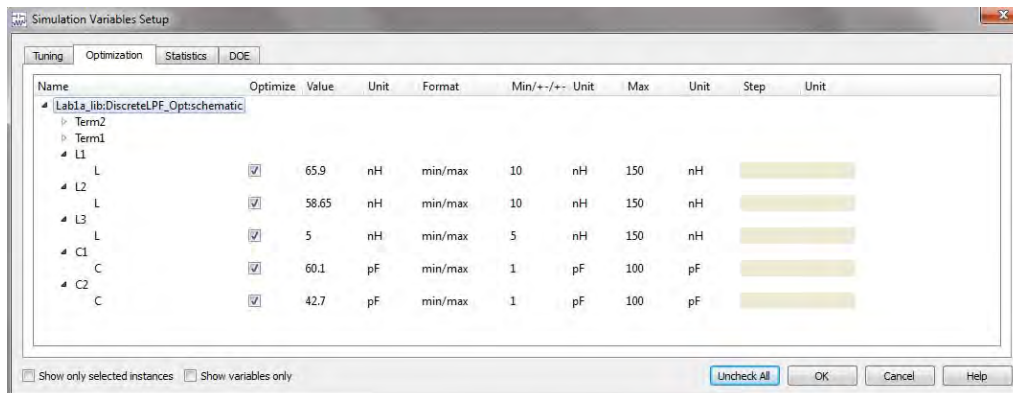 Simulation Variables Setup
Tuning Optimization Statistics DOE
Name Optimize Value Unit Format Min/+-/+- Unit Max Unit Step Unit
Lab1a_lib:DiscreteLPF_Opt:schematic
Term2
Term1
L1
L 65.9 nH min/max 10 nH 150 nH
L2
L 58.65 nH min/max 10 nH 150 nH
L3
L 5 nH min/max 5 nH 150 nH
C1
C 60.1 pF min/max 1 pF 100 pF
C2
C 42.7 pF min/max 1 pF 100 pF
Show only selected instances Show variables only Uncheck All OK Cancel Help